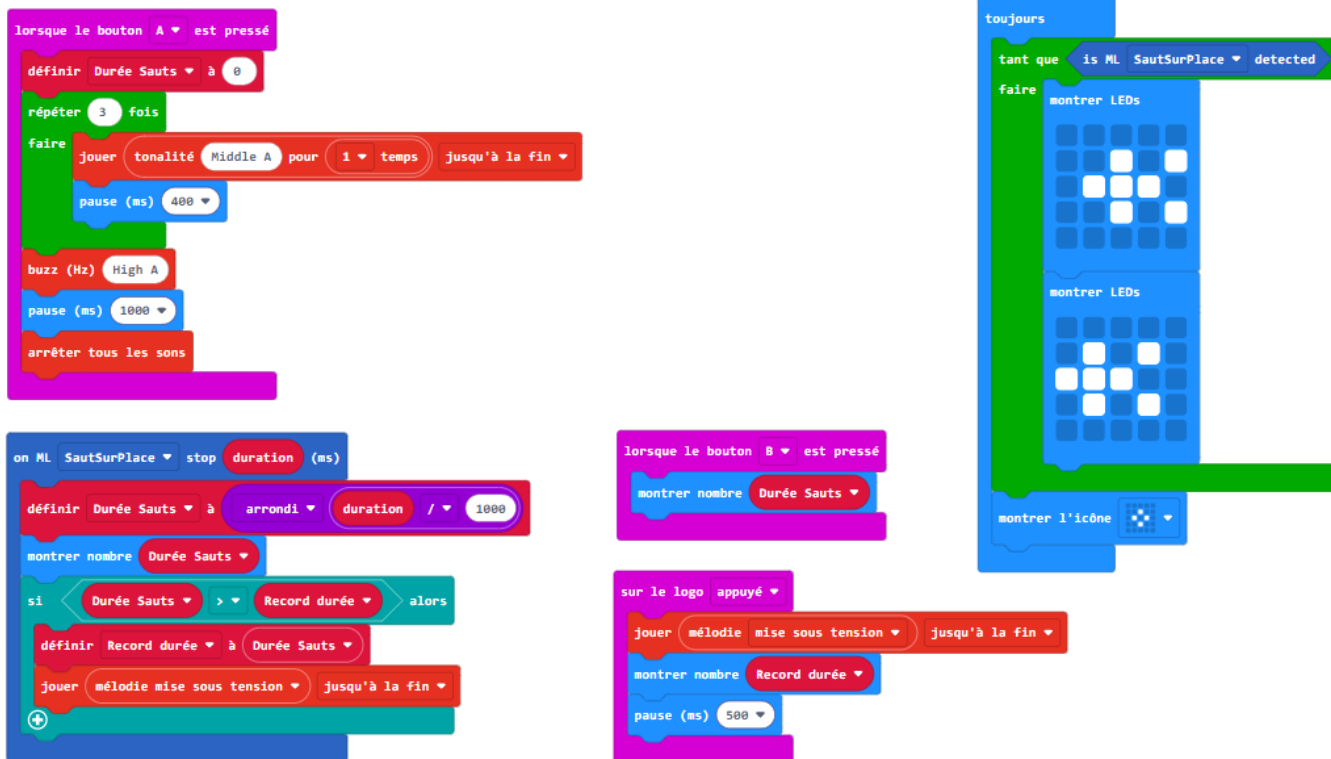 lorsque le bouton A est pressé
définir Durée Sauts à 0
répéter 3 fois
faire
jouer tonalité Middle A pour 1 temps jusqu'à la fin
pause (ms) 400
buzz (Hz) High A
pause (ms) 1000
arrêter tous les sons
toujours
tant que is ML SautSurPlace detected
faire
montrer LEDs
montrer LEDs
montrer l'icône
on ML SautSurPlace stop duration (ms)
définir Durée Sauts à arrondi duration / 1000
montrer nombre Durée Sauts
si Durée Sauts > Record durée alors
définir Record durée à Durée Sauts
jouer mélodie mise sous tension jusqu'à la fin
lorsque le bouton B est pressé
montrer nombre Durée Sauts
sur le logo appuyé
jouer mélodie mise sous tension jusqu'à la fin
montrer nombre Record durée
pause (ms) 500